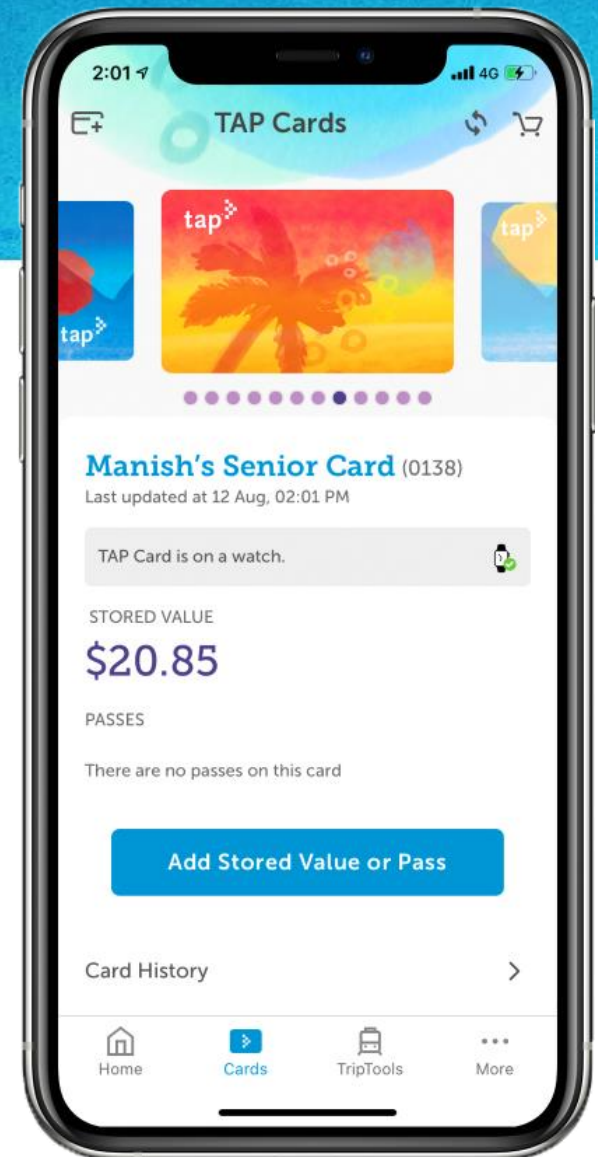 2:01
4G
TAP Cards
tap
tap
tap
Manish's Senior Card (0138)
Last updated at 12 Aug, 02:01 PM
TAP Card is on a watch.
STORED VALUE
$20.85
PASSES
There are no passes on this card
Add Stored Value or Pass
Card History
Home Cards TripTools More